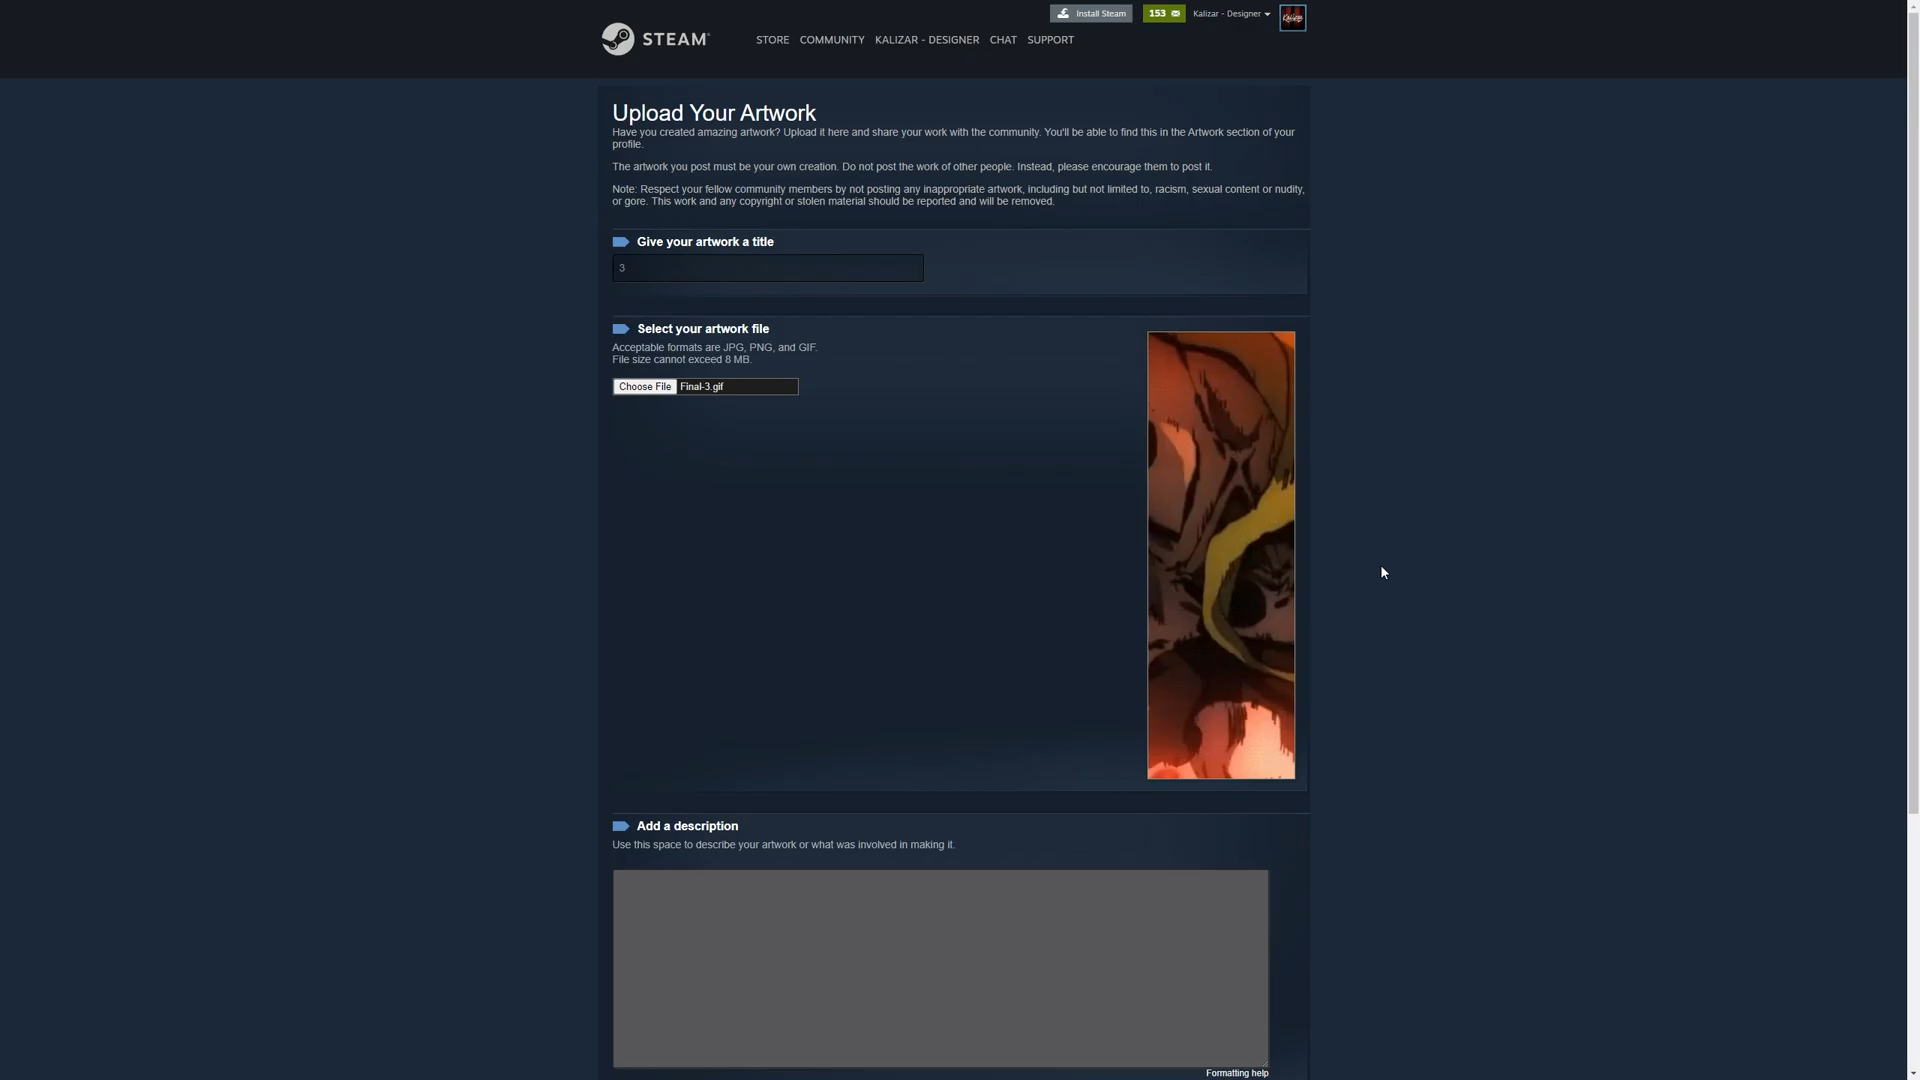 Install Steam
153
Kalizar - Designer
Kalizar
STEAM®
STORE COMMUNITY KALIZAR - DESIGNER CHAT SUPPORT
Upload Your Artwork
Have you created amazing artwork? Upload it here and share your work with the community. You'll be able to find this in the Artwork section of your
profile.
The artwork you post must be your own creation. Do not post the work of other people. Instead, please encourage them to post it.
Note: Respect your fellow community members by not posting any inappropriate artwork, including but not limited to, racism, sexual content or nudity,
or gore. This work and any copyright or stolen material should be reported and will be removed.
Give your artwork a title
3
Select your artwork file
Acceptable formats are JPG, PNG, and GIF.
File size cannot exceed 8 MB.
Choose File Final-3.gif
Add a description
Use this space to describe your artwork or what was involved in making it.
Formatting help